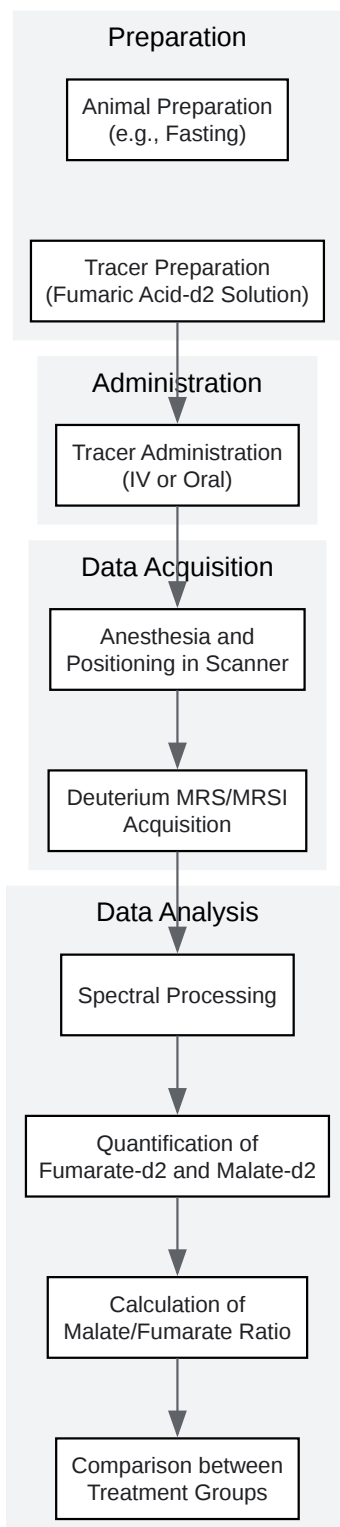 Preparation
Animal Preparation
(e.g., Fasting)
Tracer Preparation
(Fumaric Acid-d2 Solution)
Administration
Tracer Administration
(IV or Oral)
Data Acquisition
Anesthesia and
Positioning in Scanner
Deuterium MRS/MRSI
Acquisition
Data Analysis
Spectral Processing
Quantification of
Fumarate-d2 and Malate-d2
Calculation of
Malate/Fumarate Ratio
Comparison between
Treatment Groups